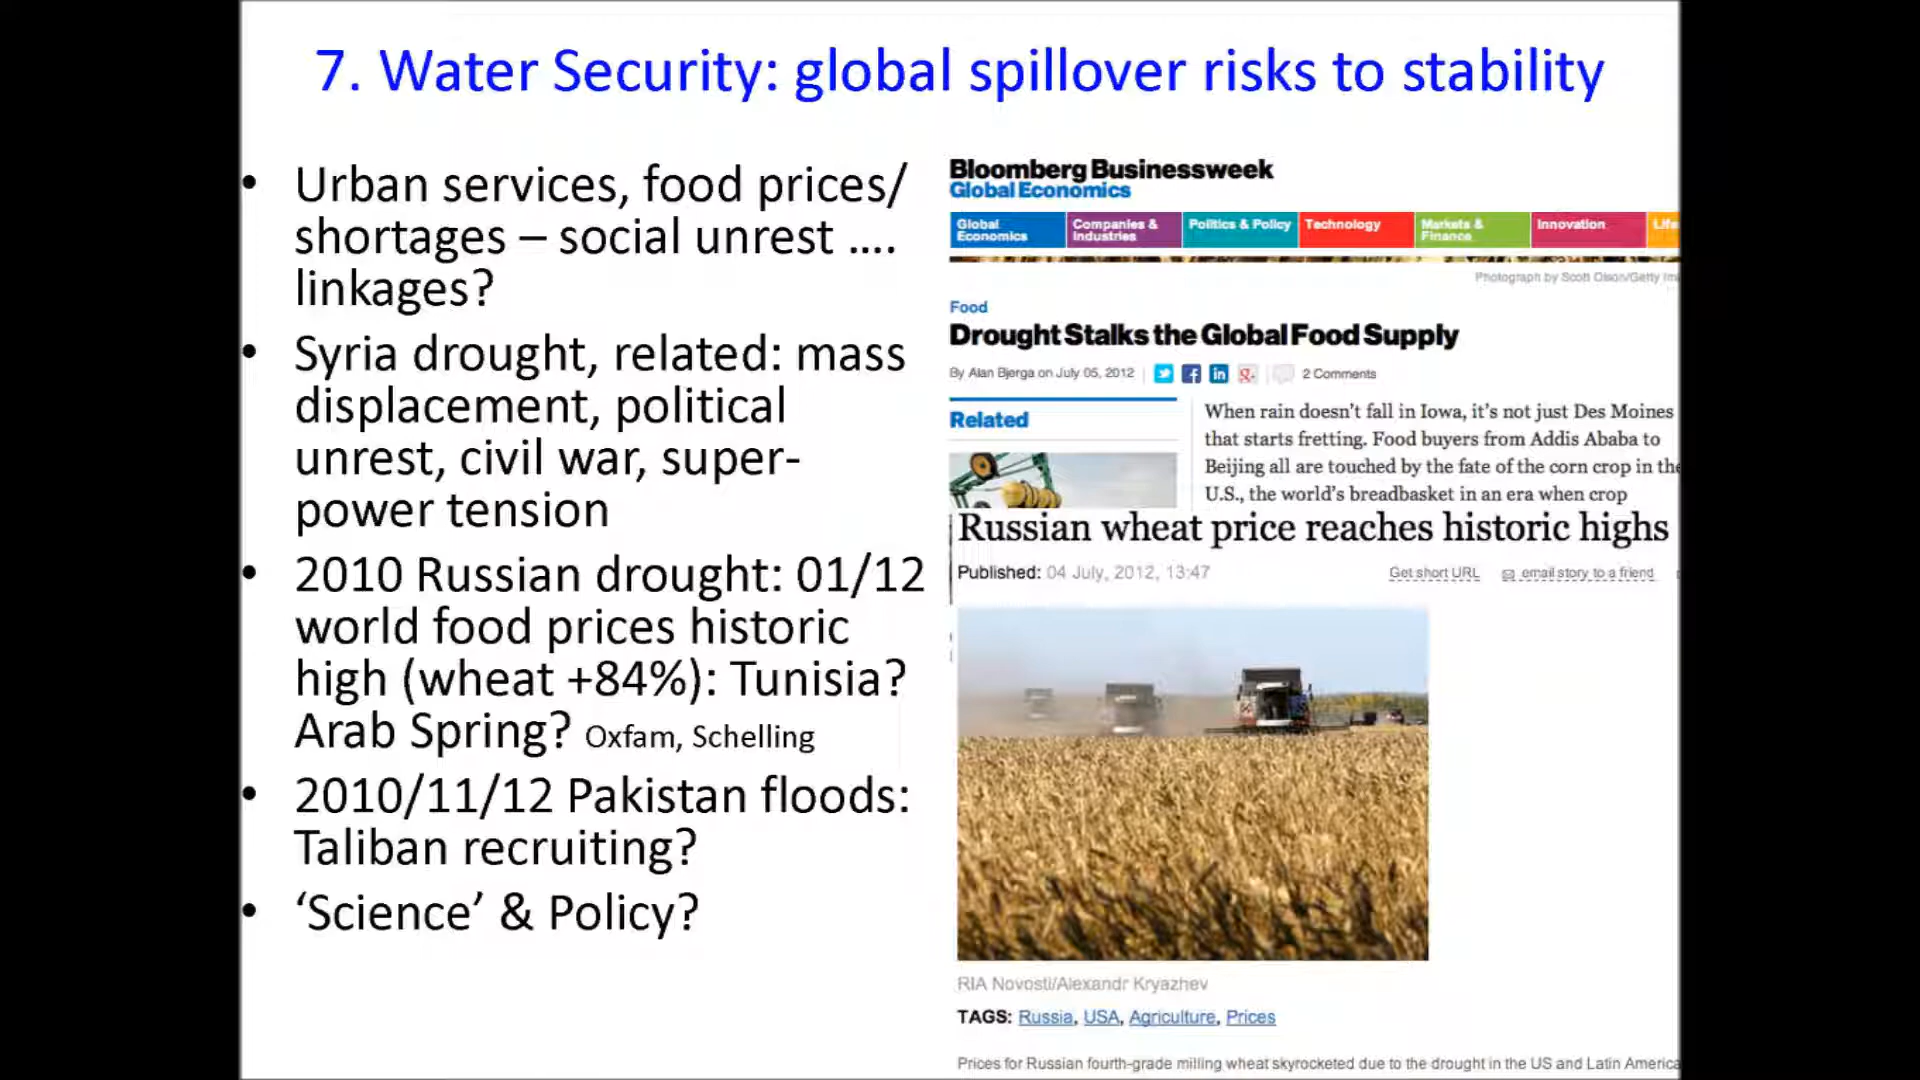 7. Water Security: global spillover risks to stability
• Urban services, food prices/
shortages – social unrest ....
linkages?
• Syria drought, related: mass
displacement, political
unrest, civil war, super-
power tension
• 2010 Russian drought: 01/12
world food prices historic
high (wheat +84%): Tunisia?
Arab Spring? Oxfam, Schelling
• 2010/11/12 Pakistan floods:
Taliban recruiting?
• ‘Science’ & Policy?
Bloomberg Businessweek
Global Economics
Global Economics
Companies & Industries
Politics & Policy
Technology
Markets & Finance
Innovation
Photograph by Scott Olson/Getty
Food
Drought Stalks the Global Food Supply
By Alan Bjerga on July 05, 2012
2 Comments
Related
When rain doesn't fall in Iowa, it's not just Des Moines
that starts fretting. Food buyers from Addis Ababa to
Beijing all are touched by the fate of the corn crop in the
U.S., the world's breadbasket in an era when crop
Russian wheat price reaches historic highs
Published: 04 July, 2012, 13:47
Get short URL
email story to a friend
RIA Novosti/Alexandr Kryazhev
TAGS: Russia, USA, Agriculture, Prices
Prices for Russian fourth-grade milling wheat skyrocketed due to the drought in the US and Latin America